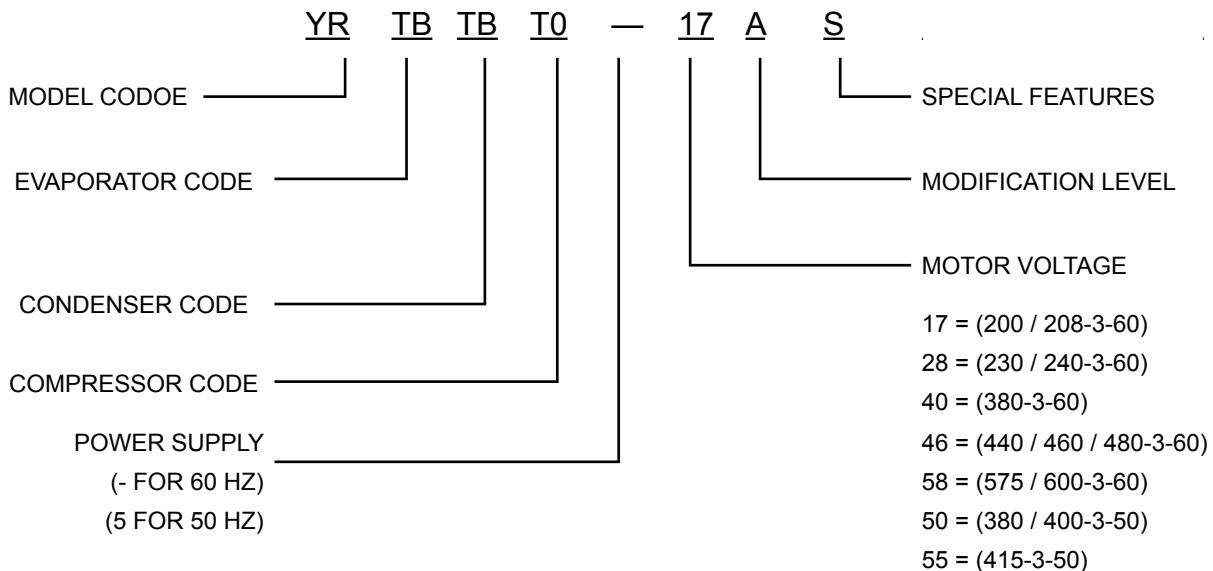 YR TB TB T0 — 17 A S
MODEL CODOE
SPECIAL FEATURES
EVAPORATOR CODE
MODIFICATION LEVEL
MOTOR VOLTAGE
CONDENSER CODE
17 = (200 / 208-3-60)
28 = (230 / 240-3-60)
COMPRESSOR CODE
40 = (380-3-60)
POWER SUPPLY
46 = (440 / 460 / 480-3-60)
(- FOR 60 HZ)
58 = (575 / 600-3-60)
(5 FOR 50 HZ)
50 = (380 / 400-3-50)
55 = (415-3-50)